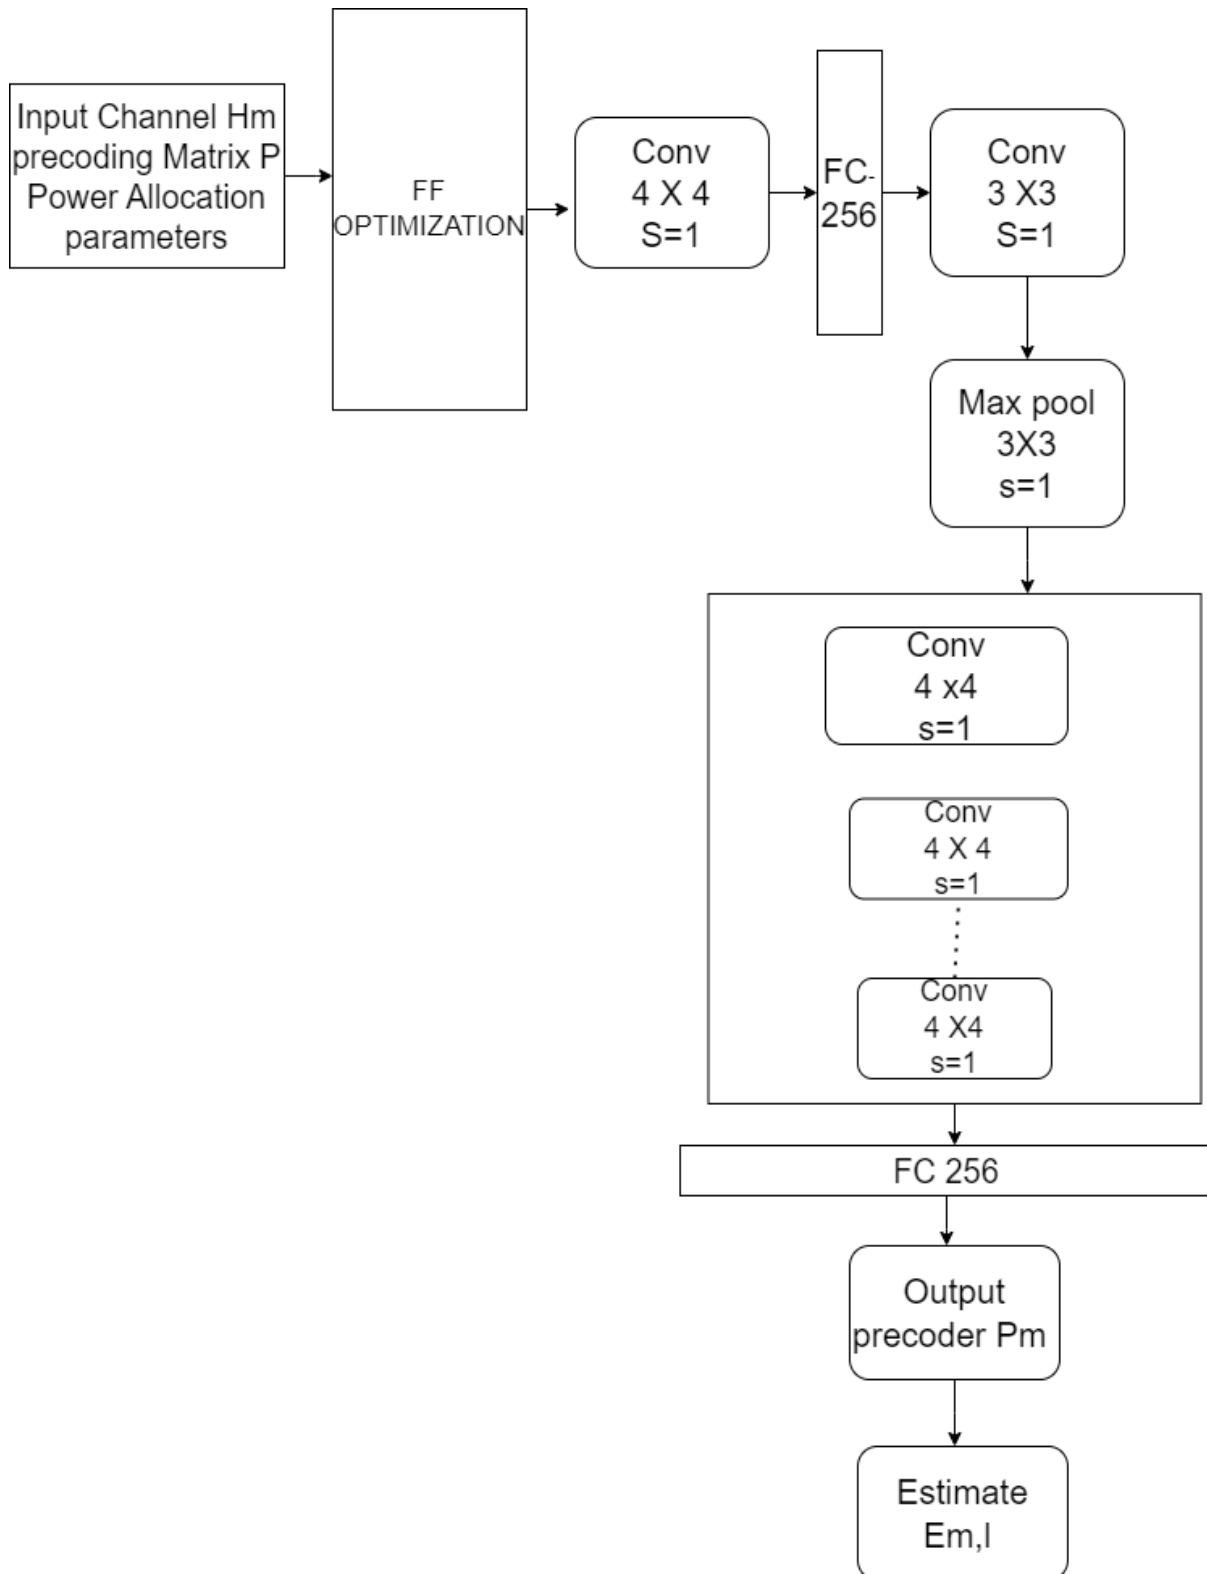 Input Channel Hm
precoding Matrix P
Power Allocation
parameters
FF
OPTIMIZATION
Conv
4 X 4
S=1
FC-
256
Conv
3 X3
S=1
Max pool
3X3
s=1
Conv
4 x4
s=1
Conv
4 X 4
s=1
Conv
4 X4
s=1
FC 256
Output
precoder Pm
Estimate
Em,l